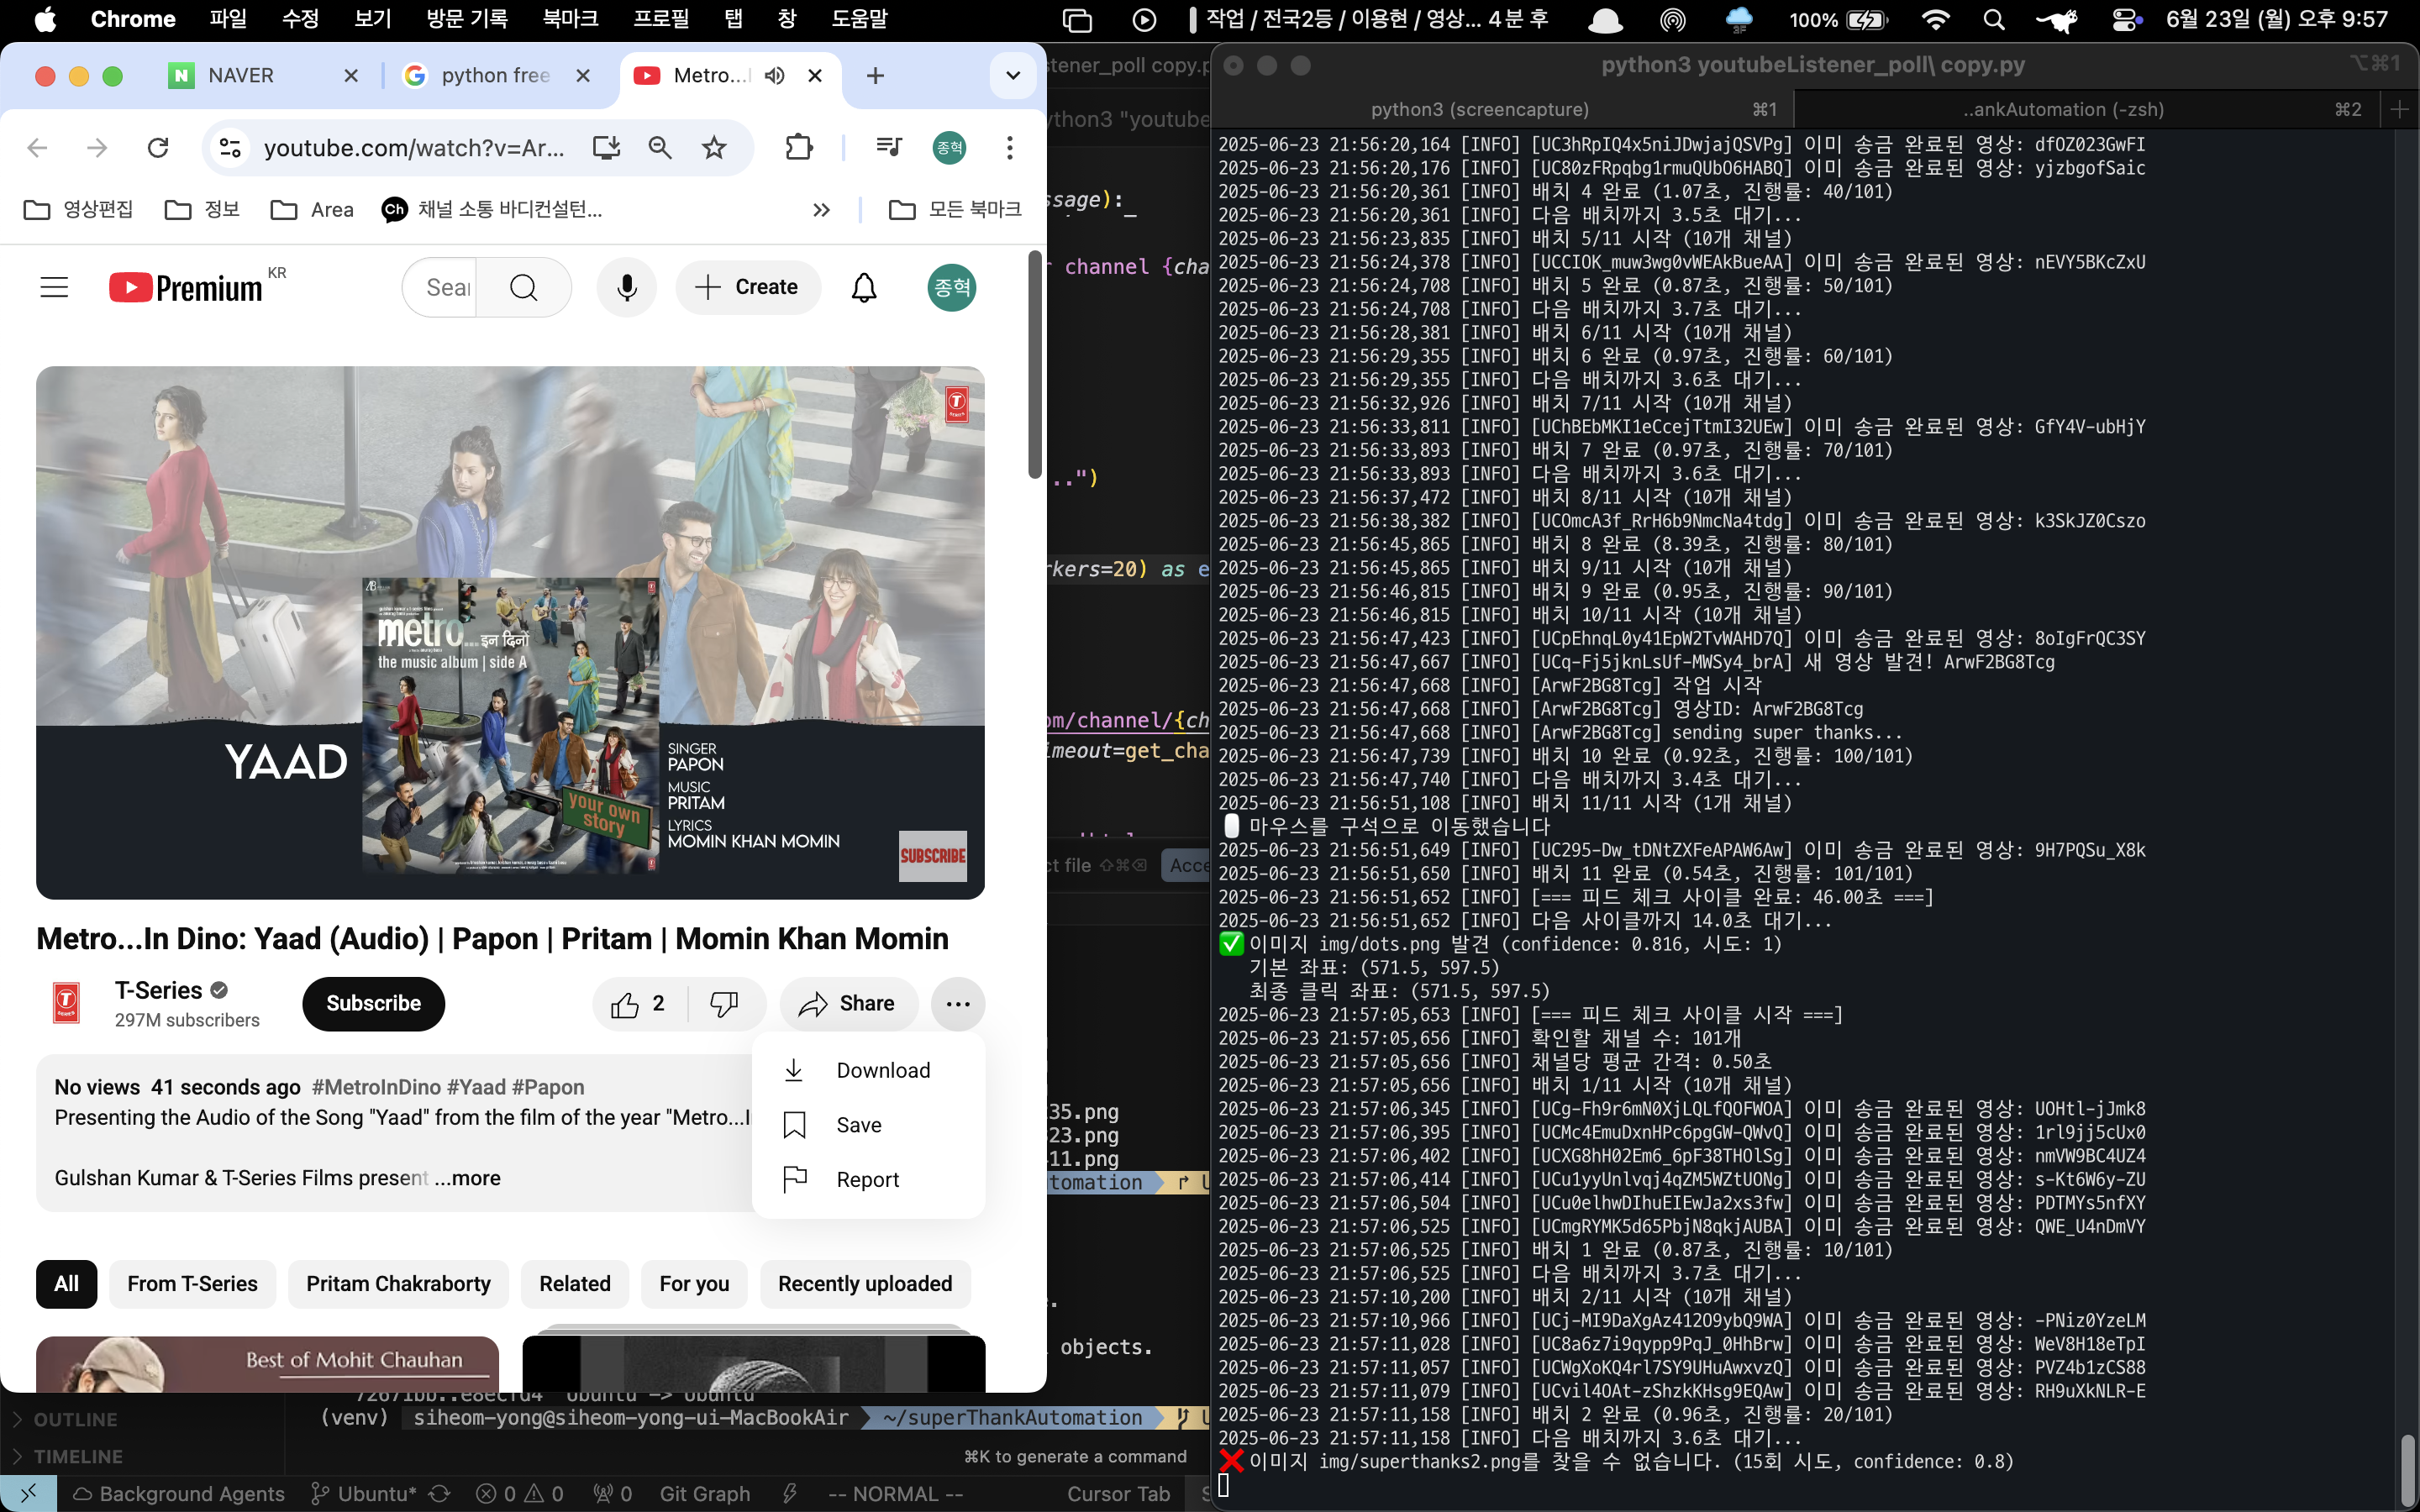 Chrome 파일 수정 보기 방문 기록 북마크 프로필 탭 창 도움말 작업 / 전국2등 / 이용현 / 영상... 4분 후 100% 6월 23일 (월) 오후 9:57
NAVER python free Metro...
youtube.com/watch?v=Ar... 종혁
영상편집 정보 Area Ch 채널 소통 바디컨설턴... 모든 북마크
Premium KR Sear Create 종혁
metro... इन दिनों
the music album | side A
your own story
YAAD
SINGER
PAPON
MUSIC
PRITAM
LYRICS
MOMIN KHAN MOMIN
SUBSCRIBE
Metro...In Dino: Yaad (Audio) | Papon | Pritam | Momin Khan Momin
T-Series
297M subscribers
Subscribe 2 Share
Download
Save
Report
No views 41 seconds ago #MetroInDino #Yaad #Papon
Presenting the Audio of the Song "Yaad" from the film of the year "Metro...I
Gulshan Kumar & T-Series Films present ...more
All From T-Series Pritam Chakraborty Related For you Recently uploaded
Best of Mohit Chauhan
stener_poll copy.p
ython3 "youtube
ssage):
r channel {cha
..")
rkers=20) as e
om/channel/{ch
imeout=get_cha
ct file Acce
35.png
23.png
11.png
tomation
objects.
72671bb..e8ecfd4 Ubuntu -> Ubuntu
OUTLINE (venv) siheom-yong@siheom-yong-ui-MacBookAir ~/superThankAutomation
TIMELINE ⌘K to generate a command
Background Agents Ubuntu* 0 0 0 Git Graph -- NORMAL -- Cursor Tab
python3 youtubeListener_poll\ copy.py ⌥⌘1
python3 (screencapture) ⌘1 ..ankAutomation (-zsh) ⌘2
2025-06-23 21:56:20,164 [INFO] [UC3hRpIQ4x5niJDwjajQSVPg] 이미 송금 완료된 영상: dfOZ023GwFI
2025-06-23 21:56:20,176 [INFO] [UC80zFRpqbg1rmuQUbO6HABQ] 이미 송금 완료된 영상: yjzbgofSaic
2025-06-23 21:56:20,361 [INFO] 배치 4 완료 (1.07초, 진행률: 40/101)
2025-06-23 21:56:20,361 [INFO] 다음 배치까지 3.5초 대기...
2025-06-23 21:56:23,835 [INFO] 배치 5/11 시작 (10개 채널)
2025-06-23 21:56:24,378 [INFO] [UCCIOK_muw3wg0vWEAkBueAA] 이미 송금 완료된 영상: nEVY5BKcZxU
2025-06-23 21:56:24,708 [INFO] 배치 5 완료 (0.87초, 진행률: 50/101)
2025-06-23 21:56:24,708 [INFO] 다음 배치까지 3.7초 대기...
2025-06-23 21:56:28,381 [INFO] 배치 6/11 시작 (10개 채널)
2025-06-23 21:56:29,355 [INFO] 배치 6 완료 (0.97초, 진행률: 60/101)
2025-06-23 21:56:29,355 [INFO] 다음 배치까지 3.6초 대기...
2025-06-23 21:56:32,926 [INFO] 배치 7/11 시작 (10개 채널)
2025-06-23 21:56:33,811 [INFO] [UChBEbMKI1eCcejTtmI32UEw] 이미 송금 완료된 영상: GfY4V-ubHjY
2025-06-23 21:56:33,893 [INFO] 배치 7 완료 (0.97초, 진행률: 70/101)
2025-06-23 21:56:33,893 [INFO] 다음 배치까지 3.6초 대기...
2025-06-23 21:56:37,472 [INFO] 배치 8/11 시작 (10개 채널)
2025-06-23 21:56:38,382 [INFO] [UCOmcA3f_RrH6b9NmcNa4tdg] 이미 송금 완료된 영상: k3SkJZ0Cszo
2025-06-23 21:56:45,865 [INFO] 배치 8 완료 (8.39초, 진행률: 80/101)
2025-06-23 21:56:45,865 [INFO] 배치 9/11 시작 (10개 채널)
2025-06-23 21:56:46,815 [INFO] 배치 9 완료 (0.95초, 진행률: 90/101)
2025-06-23 21:56:46,815 [INFO] 배치 10/11 시작 (10개 채널)
2025-06-23 21:56:47,423 [INFO] [UCpEhnqL0y41EpW2TvWAHD7Q] 이미 송금 완료된 영상: 8oIgFrQC3SY
2025-06-23 21:56:47,667 [INFO] [UCq-Fj5jknLsUf-MWSy4_brA] 새 영상 발견! ArwF2BG8Tcg
2025-06-23 21:56:47,668 [INFO] [ArwF2BG8Tcg] 작업 시작
2025-06-23 21:56:47,668 [INFO] [ArwF2BG8Tcg] 영상ID: ArwF2BG8Tcg
2025-06-23 21:56:47,668 [INFO] [ArwF2BG8Tcg] sending super thanks...
2025-06-23 21:56:47,739 [INFO] 배치 10 완료 (0.92초, 진행률: 100/101)
2025-06-23 21:56:47,740 [INFO] 다음 배치까지 3.4초 대기...
2025-06-23 21:56:51,108 [INFO] 배치 11/11 시작 (1개 채널)
마우스를 구석으로 이동했습니다
2025-06-23 21:56:51,649 [INFO] [UC295-Dw_tDNtZXFeAPAW6Aw] 이미 송금 완료된 영상: 9H7PQSu_X8k
2025-06-23 21:56:51,650 [INFO] 배치 11 완료 (0.54초, 진행률: 101/101)
2025-06-23 21:56:51,652 [INFO] [=== 피드 체크 사이클 완료: 46.00초 ===]
2025-06-23 21:56:51,652 [INFO] 다음 사이클까지 14.0초 대기...
✅ 이미지 img/dots.png 발견 (confidence: 0.816, 시도: 1)
기본 좌표: (571.5, 597.5)
최종 클릭 좌표: (571.5, 597.5)
2025-06-23 21:57:05,653 [INFO] [=== 피드 체크 사이클 시작 ===]
2025-06-23 21:57:05,656 [INFO] 확인할 채널 수: 101개
2025-06-23 21:57:05,656 [INFO] 채널당 평균 간격: 0.50초
2025-06-23 21:57:05,656 [INFO] 배치 1/11 시작 (10개 채널)
2025-06-23 21:57:06,345 [INFO] [UCg-Fh9r6mN0XjLQLfQOFWOA] 이미 송금 완료된 영상: UOHtl-jJmk8
2025-06-23 21:57:06,395 [INFO] [UCMc4EmuDxnHPc6pgGW-QWvQ] 이미 송금 완료된 영상: 1rl9jj5cUx0
2025-06-23 21:57:06,402 [INFO] [UCXG8hH02Em6_6pF38THOlSg] 이미 송금 완료된 영상: nmVW9BC4UZ4
2025-06-23 21:57:06,414 [INFO] [UCu1yyUnlvqj4qZM5WZtUONg] 이미 송금 완료된 영상: s-Kt6W6y-ZU
2025-06-23 21:57:06,504 [INFO] [UCu0elhwDIhuEIEwJa2xs3fw] 이미 송금 완료된 영상: PDTMYs5nfXY
2025-06-23 21:57:06,525 [INFO] [UCmgRYMK5d65PbjN8qkjAUBA] 이미 송금 완료된 영상: QWE_U4nDmVY
2025-06-23 21:57:06,525 [INFO] 배치 1 완료 (0.87초, 진행률: 10/101)
2025-06-23 21:57:06,525 [INFO] 다음 배치까지 3.7초 대기...
2025-06-23 21:57:10,200 [INFO] 배치 2/11 시작 (10개 채널)
2025-06-23 21:57:10,966 [INFO] [UCj-MI9DaXgAz412O9ybQ9WA] 이미 송금 완료된 영상: -PNiz0YzeLM
2025-06-23 21:57:11,028 [INFO] [UC8a6z7i9qypp9PqJ_0HhBrw] 이미 송금 완료된 영상: WeV8H18eTpI
2025-06-23 21:57:11,057 [INFO] [UCWgXoKQ4rl7SY9UHuAwxvzQ] 이미 송금 완료된 영상: PVZ4b1zCS88
2025-06-23 21:57:11,079 [INFO] [UCvil4OAt-zShzkKHsg9EQAw] 이미 송금 완료된 영상: RH9uXkNLR-E
2025-06-23 21:57:11,158 [INFO] 배치 2 완료 (0.96초, 진행률: 20/101)
2025-06-23 21:57:11,158 [INFO] 다음 배치까지 3.6초 대기...
❌ 이미지 img/superthanks2.png를 찾을 수 없습니다. (15회 시도, confidence: 0.8)